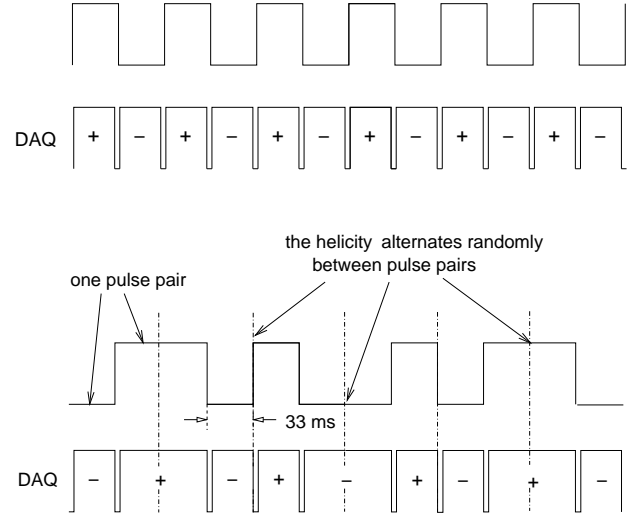 DAQ + − + − + − + − + − + −
the helicity alternates randomly
between pulse pairs
one pulse pair
33 ms
DAQ − + − + − + − + −